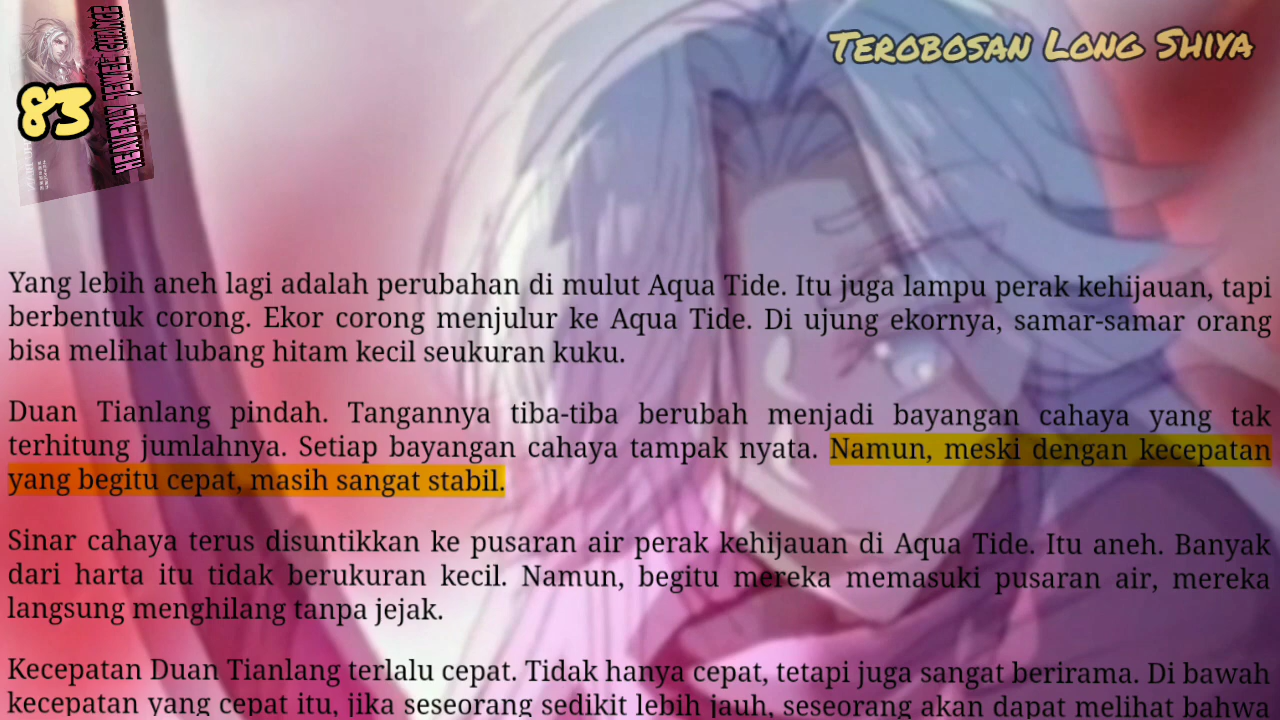 83
HEAVENLY JEWEL CHANGE
Terobosan Long Shiya
Yang lebih aneh lagi adalah perubahan di mulut Aqua Tide. Itu juga lampu perak kehijauan, tapi
berbentuk corong. Ekor corong menjulur ke Aqua Tide. Di ujung ekornya, samar-samar orang
bisa melihat lubang hitam kecil seukuran kuku.
Duan Tianlang pindah. Tangannya tiba-tiba berubah menjadi bayangan cahaya yang tak
terhitung jumlahnya. Setiap bayangan cahaya tampak nyata. Namun, meski dengan kecepatan
yang begitu cepat, masih sangat stabil.
Sinar cahaya terus disuntikkan ke pusaran air perak kehijauan di Aqua Tide. Itu aneh. Banyak
dari harta itu tidak berukuran kecil. Namun, begitu mereka memasuki pusaran air, mereka
langsung menghilang tanpa jejak.
Kecepatan Duan Tianlang terlalu cepat. Tidak hanya cepat, tetapi juga sangat berirama. Di bawah
kecepatan yang cepat itu, jika seseorang sedikit lebih jauh, seseorang akan dapat melihat bahwa